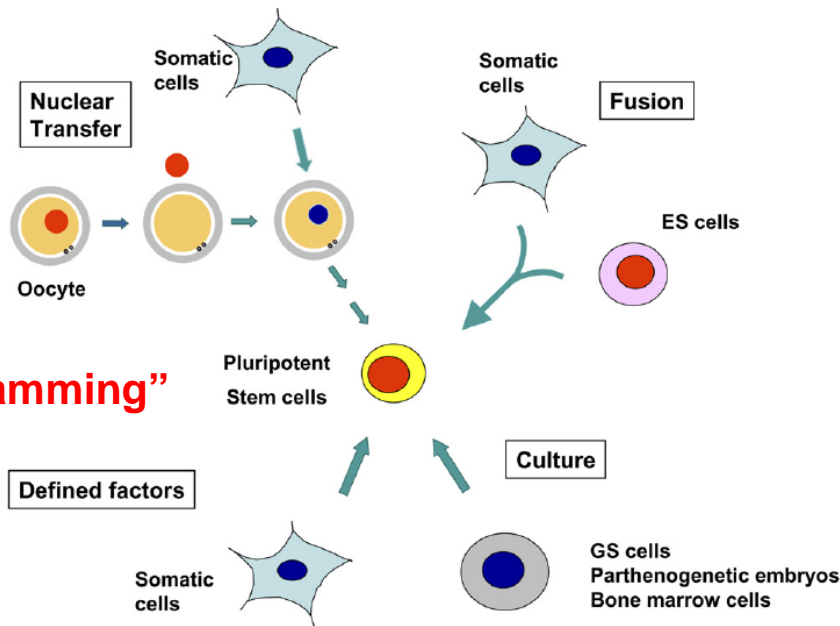 Somatic
cells
Nuclear
Transfer
Somatic
cells
Fusion
Oocyte
ES cells
Pluripotent
Stem cells
amming”
Culture
Defined factors
Somatic
cells
GS cells
Parthenogenetic embryos
Bone marrow cells